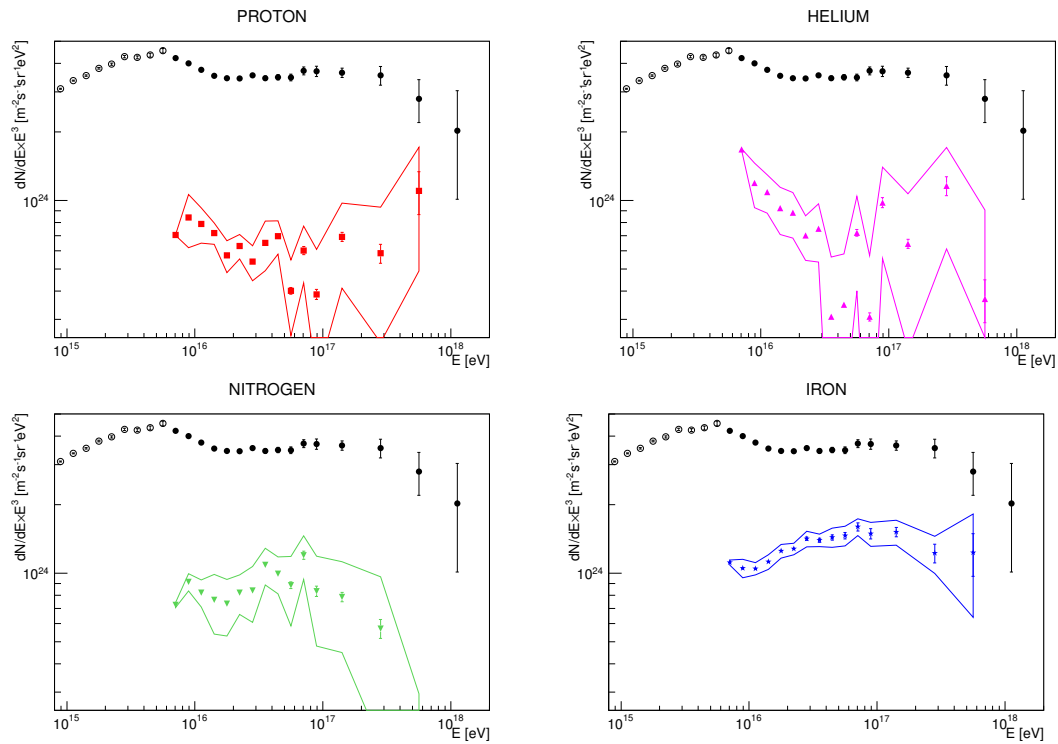 PROTON
dN/dE×E³ [m⁻²s⁻¹sr⁻¹eV²]
10²⁴
10¹⁵ 10¹⁶ 10¹⁷ 10¹⁸
E [eV]
HELIUM
dN/dE×E³ [m⁻²s⁻¹sr⁻¹eV²]
10²⁴
10¹⁵ 10¹⁶ 10¹⁷ 10¹⁸
E [eV]
NITROGEN
dN/dE×E³ [m⁻²s⁻¹sr⁻¹eV²]
10²⁴
10¹⁵ 10¹⁶ 10¹⁷ 10¹⁸
E [eV]
IRON
dN/dE×E³ [m⁻²s⁻¹sr⁻¹eV²]
10²⁴
10¹⁵ 10¹⁶ 10¹⁷ 10¹⁸
E [eV]